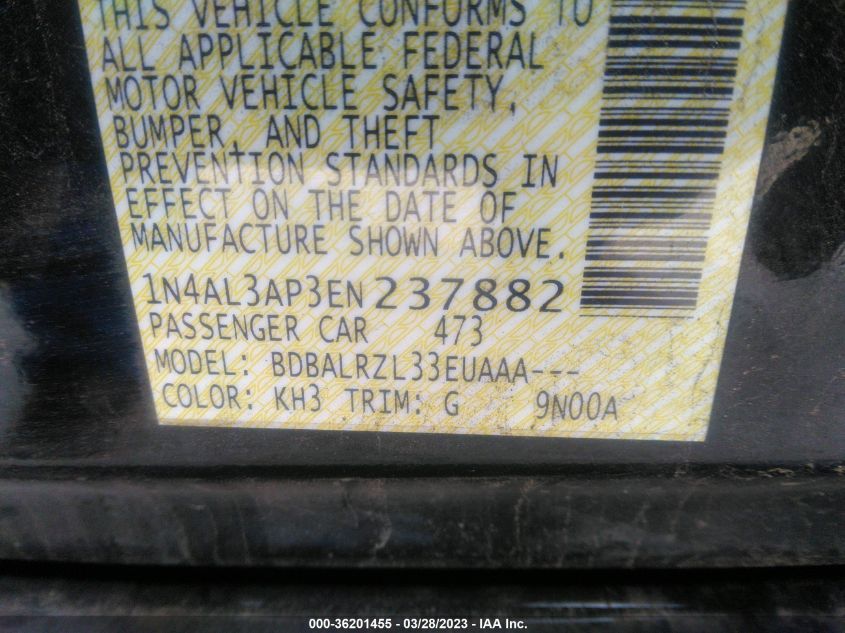 THIS VEHICLE CONFORMS TO
ALL APPLICABLE FEDERAL
MOTOR VEHICLE SAFETY,
BUMPER, AND THEFT
PREVENTION STANDARDS IN
EFFECT ON THE DATE OF
MANUFACTURE SHOWN ABOVE.
1N4AL3AP3EN237882
PASSENGER CAR 473
MODEL: BDBALRZL33EUAAA---
COLOR: KH3 TRIM: G 9N00A
000-36201455 - 03/28/2023 - IAA Inc.